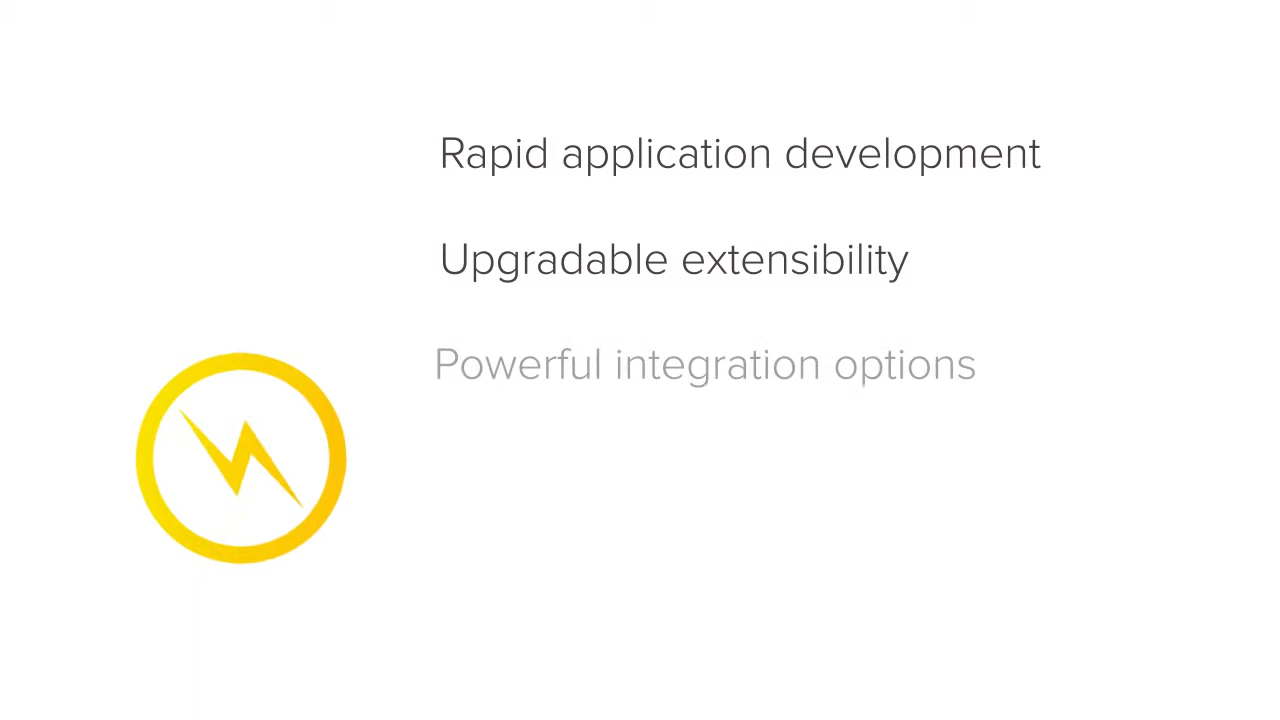 Rapid application development
Upgradable extensibility
Powerful integration options